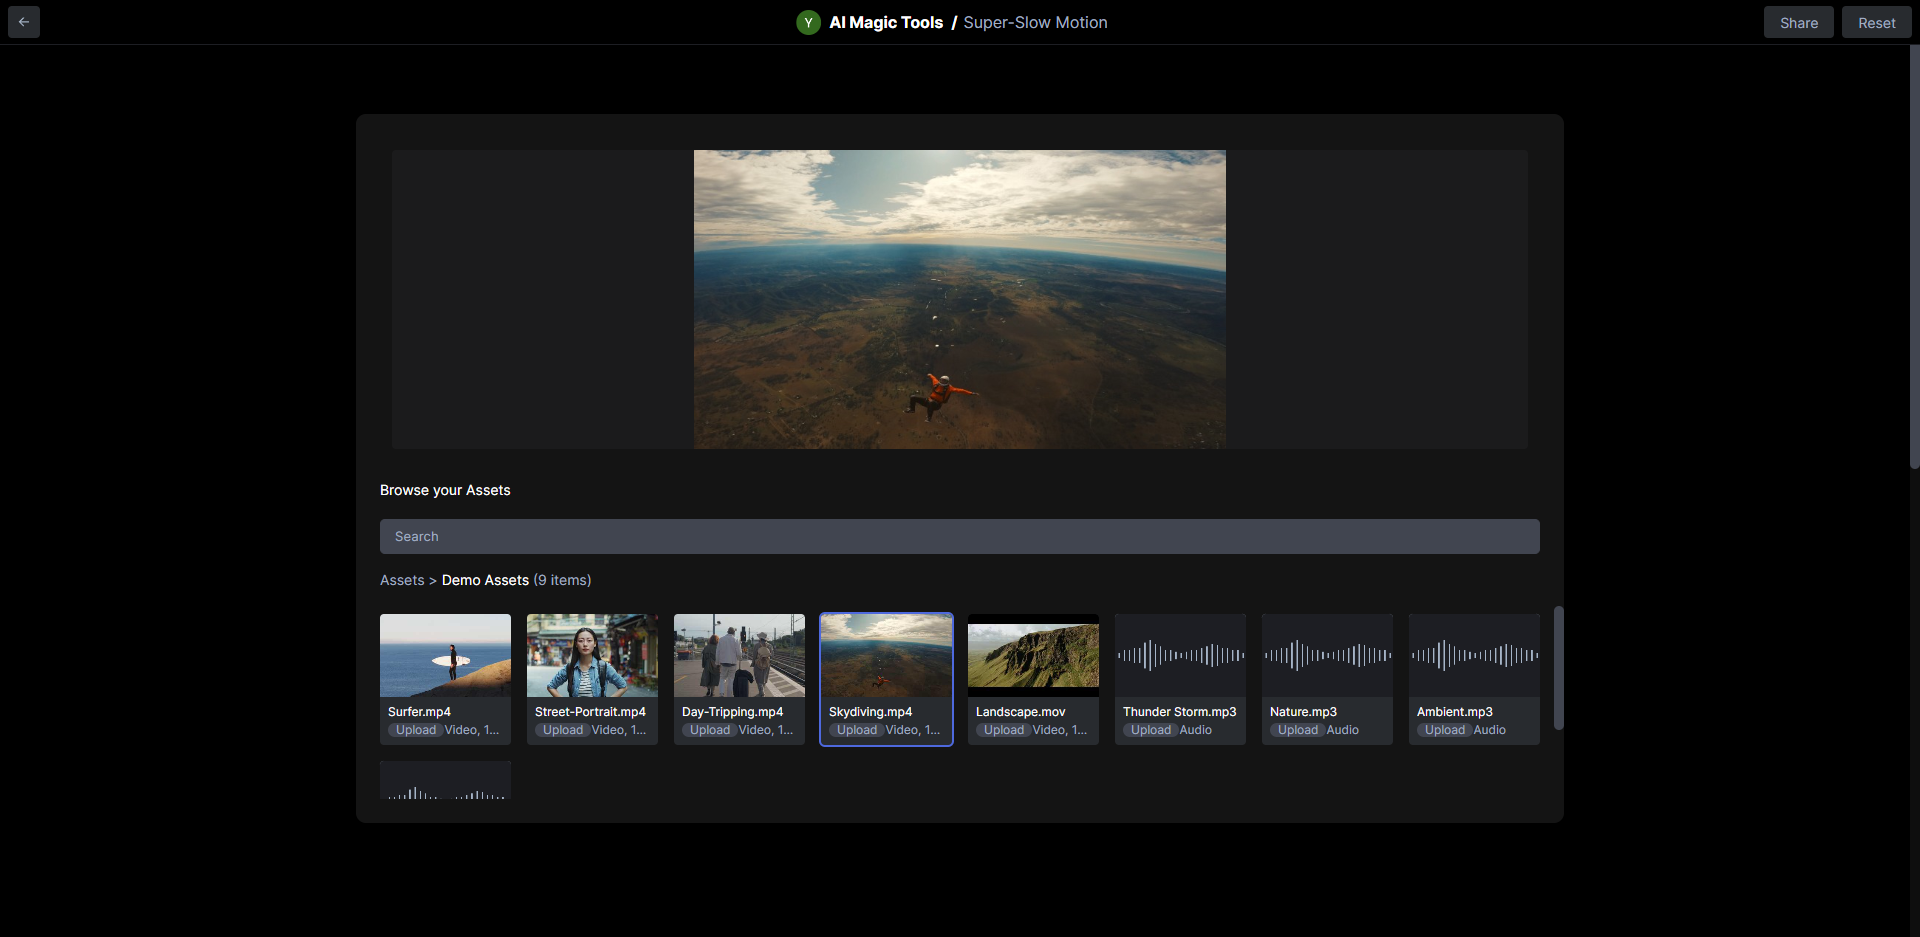 Y AI Magic Tools / Super-Slow Motion
Share
Reset
Browse your Assets
Search
Assets > Demo Assets (9 items)
Surfer.mp4
Upload Video, 1...
Street-Portrait.mp4
Upload Video, 1...
Day-Tripping.mp4
Upload Video, 1...
Skydiving.mp4
Upload Video, 1...
Landscape.mov
Upload Video, 1...
Thunder Storm.mp3
Upload Audio
Nature.mp3
Upload Audio
Ambient.mp3
Upload Audio